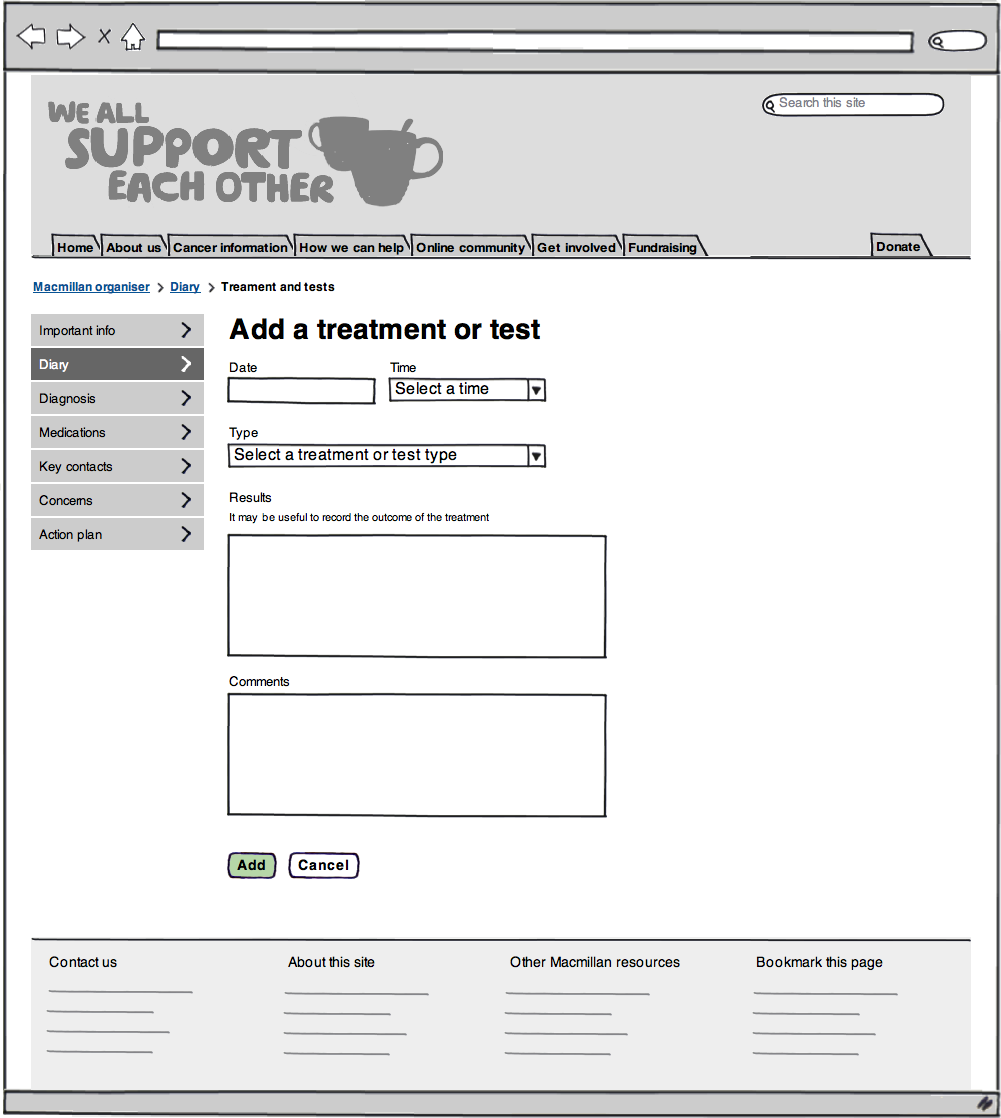 WE ALL
SUPPORT
EACH OTHER
Search this site
Home About us Cancer information How we can help Online community Get involved Fundraising Donate
Macmillan organiser Diary Treament and tests
Important info
Diary
Diagnosis
Medications
Key contacts
Concerns
Action plan
Add a treatment or test
Date Time
Select a time
Type
Select a treatment or test type
Results
It may be useful to record the outcome of the treatment
Comments
Add Cancel
Contact us About this site Other Macmillan resources Bookmark this page